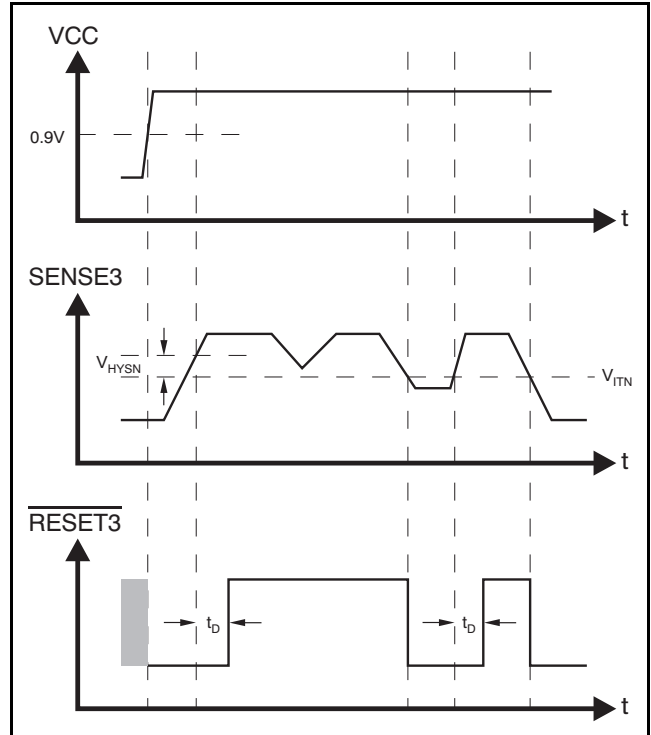 VCC
0.9V
t
SENSE3
VHYSN
VITN
t
RESET3
tD
tD
t